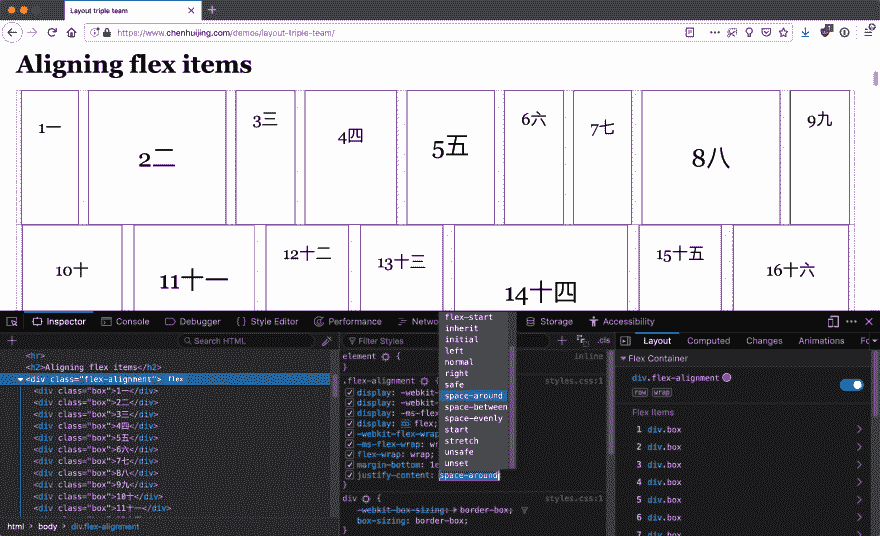 Layout triple team
https://www.chenhuijing.com/demos/layout-triple-team/
Aligning flex items
1一
2二
3三
4四
5五
6六
7七
8八
9九
10十
11十一
12十二
13十三
14十四
15十五
16十六
Inspector
Console
Debugger
Style Editor
Performance
Netwo
Storage
Accessibility
Search HTML
<hr>
<h2>Aligning flex items</h2>
<div class="flex-alignment"> flex
<div class="box">1一</div>
<div class="box">2二</div>
<div class="box">3三</div>
<div class="box">4四</div>
<div class="box">5五</div>
<div class="box">6六</div>
<div class="box">7七</div>
<div class="box">8八</div>
<div class="box">9九</div>
<div class="box">10十</div>
<div class="box">11十一</div>
html > body > div.flex-alignment
Filter Styles
.cls
element { inline
}
.flex-alignment { styles.css:1
display: -webkit-
display: -webkit-
display: -ms-flex
display: flex;
-webkit-flex-wrap
-ms-flex-wrap: wr
flex-wrap: wrap;
margin-bottom: 1e
justify-content: space-around
}
div { styles.css:1
-webkit-box-sizing: border-box;
box-sizing: border-box;
}
flex-start
inherit
initial
left
normal
right
safe
space-around
space-between
space-evenly
start
stretch
unsafe
unset
Layout
Computed
Changes
Animations
Fo
Flex Container
div.flex-alignment
row wrap
Flex Items
1 div.box
2 div.box
3 div.box
4 div.box
5 div.box
6 div.box
7 div.box